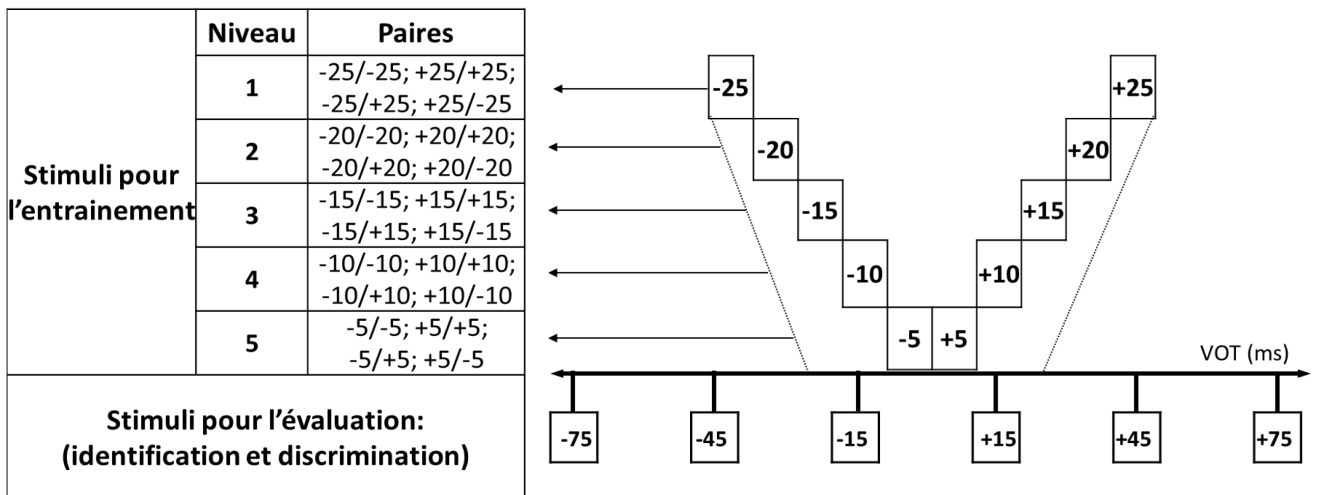 Niveau Paires
Stimuli pour
l'entrainement
1
-25/-25; +25/+25;
-25/+25; +25/-25
2
-20/-20; +20/+20;
-20/+20; +20/-20
3
-15/-15; +15/+15;
-15/+15; +15/-15
4
-10/-10; +10/+10;
-10/+10; +10/-10
5
-5/-5; +5/+5;
-5/+5; +5/-5
Stimuli pour l'évaluation:
(identification et discrimination)
-25 +25
-20 +20
-15 +15
-10 +10
-5 +5
VOT (ms)
-75 -45 -15 +15 +45 +75